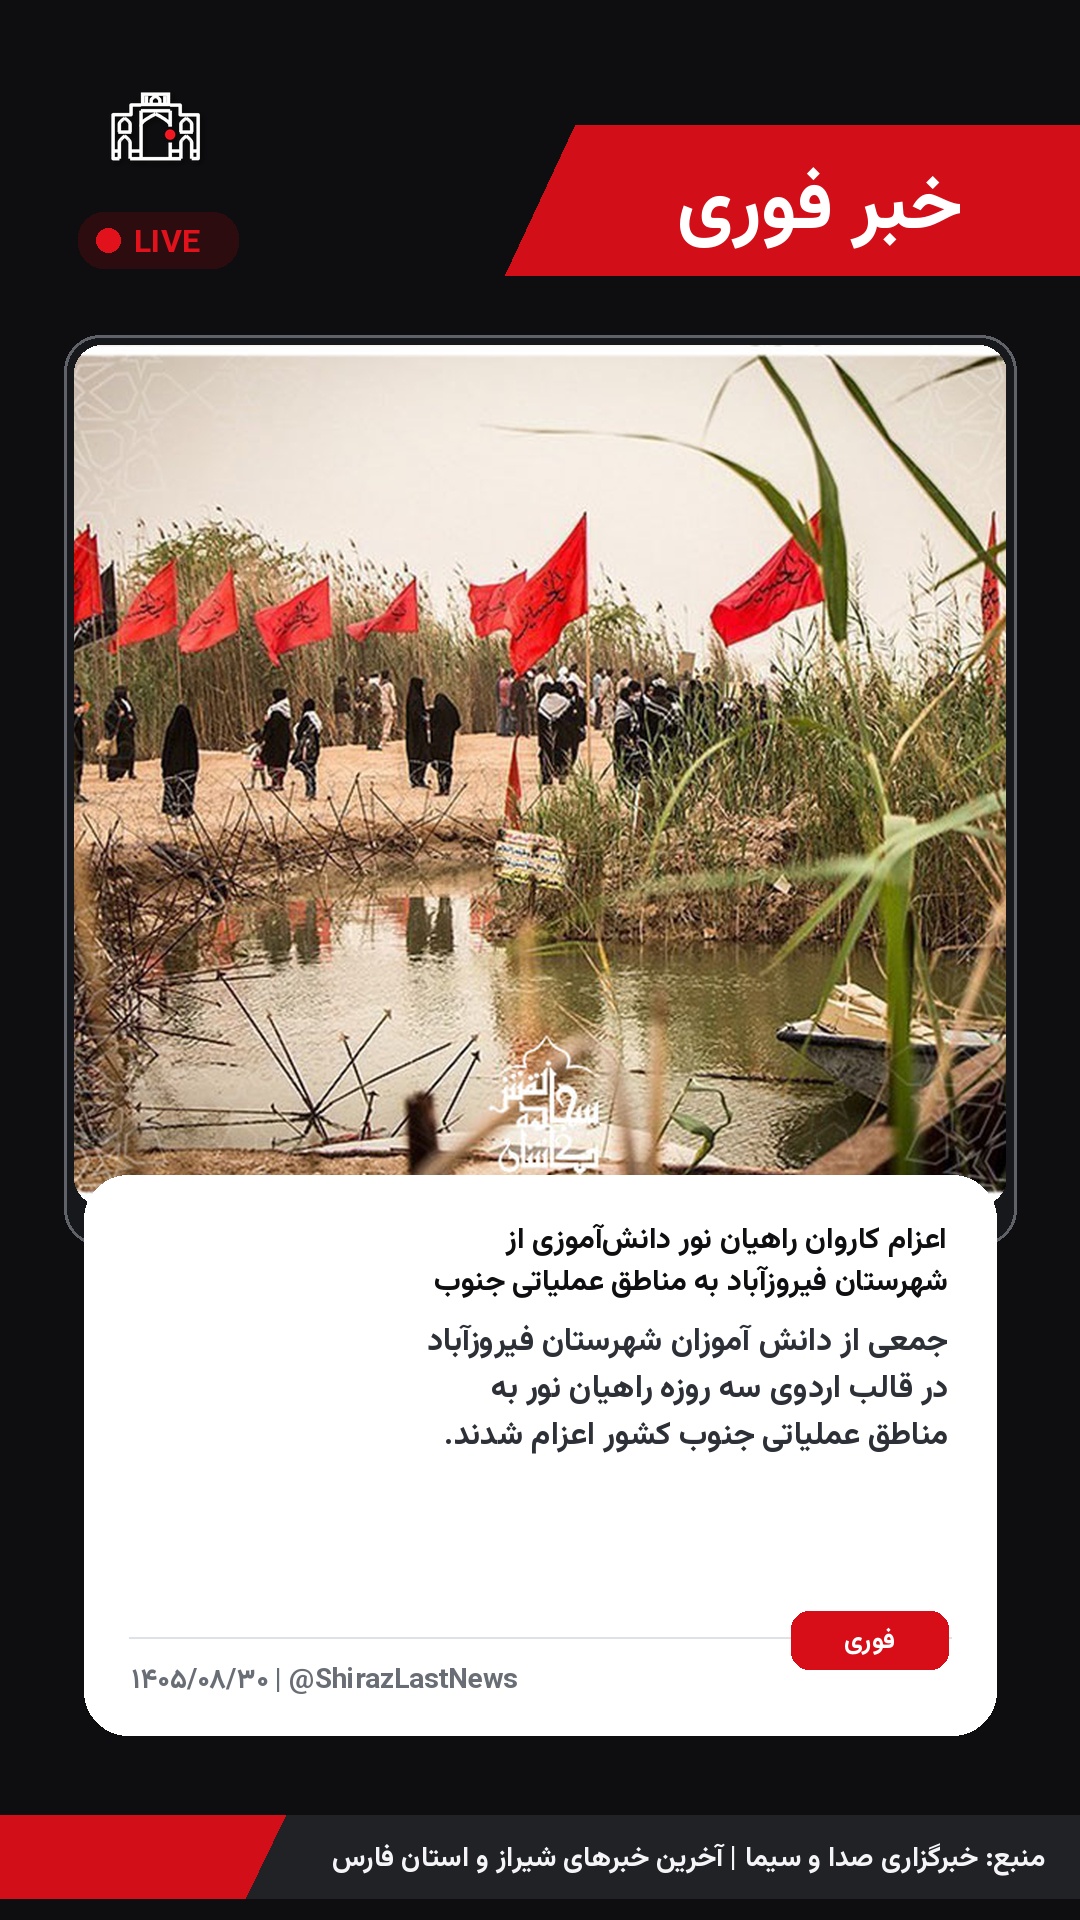 خبر فوری
LIVE
اعزام کاروان راهیان نور دانش‌آموزی از
شهرستان فیروزآباد به مناطق عملیاتی جنوب
جمعی از دانش آموزان شهرستان فیروزآباد
در قالب اردوی سه روزه راهیان نور به
مناطق عملیاتی جنوب کشور اعزام شدند.
فوری
۱۴۰۵/۰۸/۳۰ | @ShirazLastNews
منبع: خبرگزاری صدا و سیما | آخرین خبرهای شیراز و استان فارس